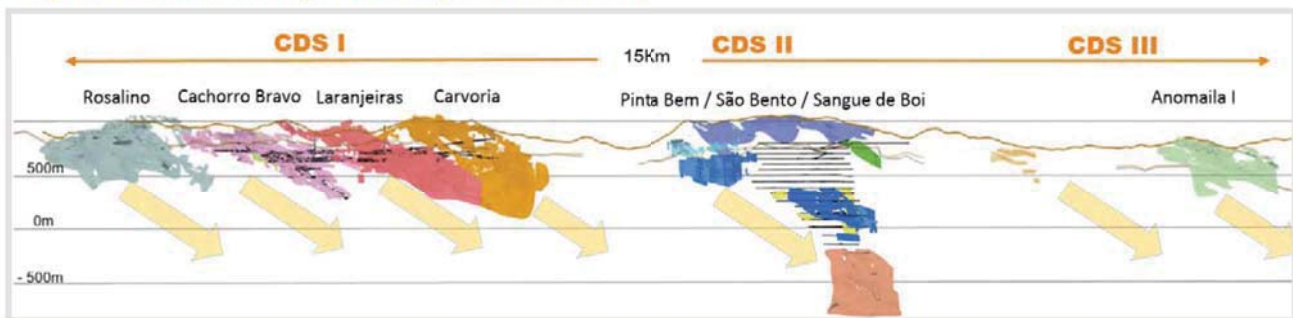 CDS I
CDS II
CDS III
15Km
Rosalino
Cachorro Bravo
Laranjeiras
Carvoria
Pinta Bem / São Bento / Sangue de Boi
Anomaila I
500m
0m
- 500m